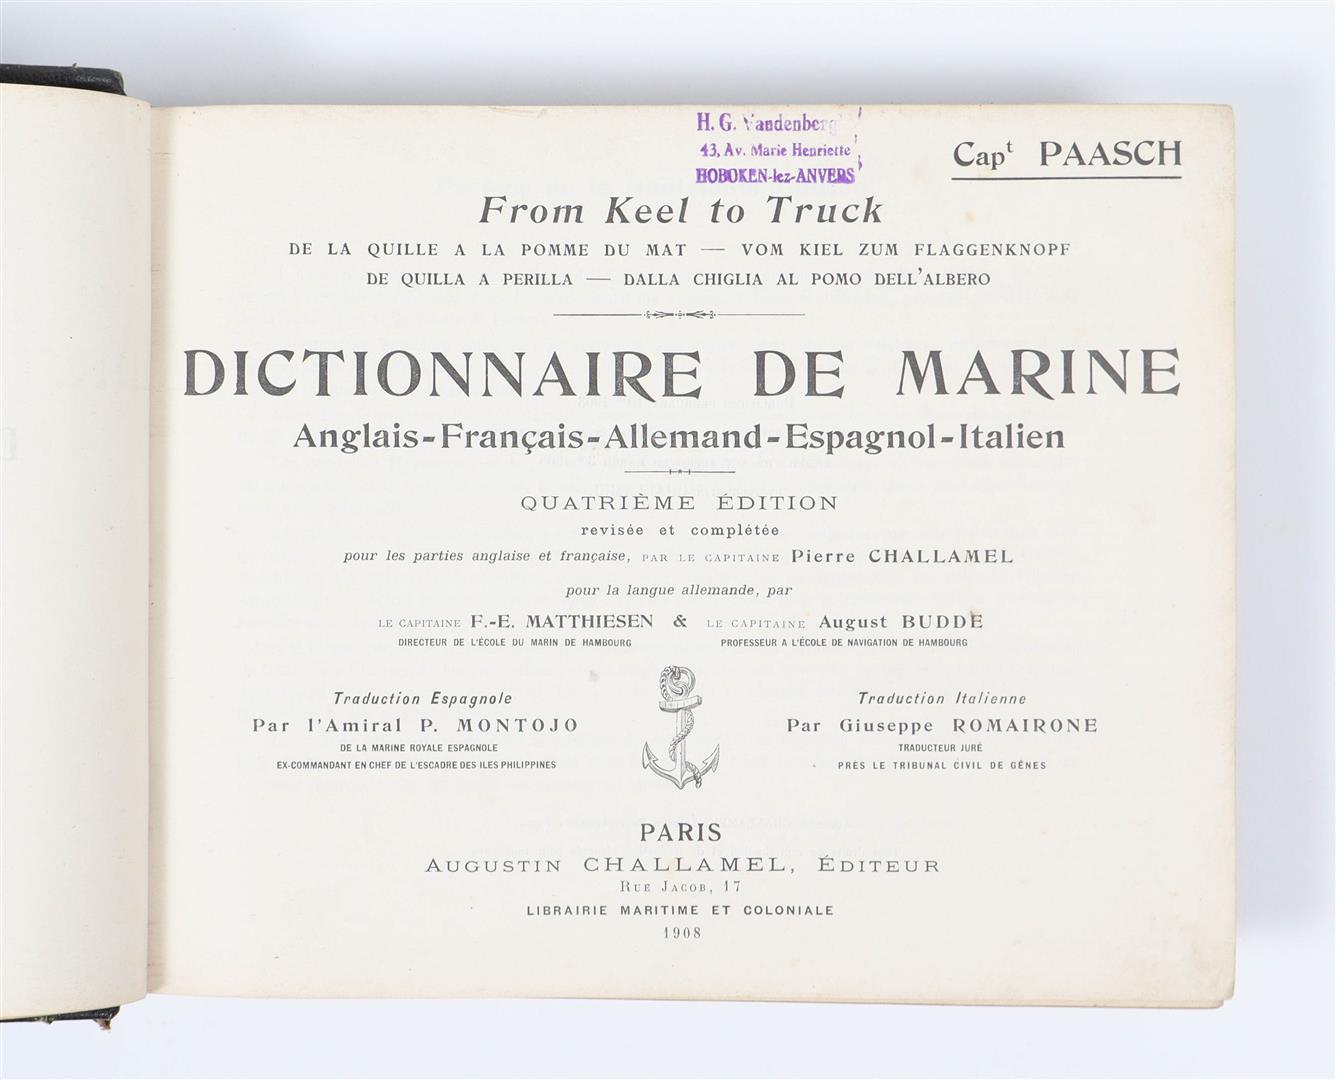 H. G. Vandenberg
43, Av. Marie Henriette
HOBOKEN-lez-ANVERS
Capt PAASCH
From Keel to Truck
DE LA QUILLE A LA POMME DU MAT — VOM KIEL ZUM FLAGGENKNOPF
DE QUILLA A PERILLA — DALLA CHIGLIA AL POMO DELL'ALBERO
DICTIONNAIRE DE MARINE
Anglais-Français-Allemand-Espagnol-Italien
QUATRIÈME ÉDITION
revisée et complétée
pour les parties anglaise et française, PAR LE CAPITAINE Pierre CHALLAMEL
pour la langue allemande, par
LE CAPITAINE F.-E. MATTHIESEN & LE CAPITAINE August BUDDE
DIRECTEUR DE L'ÉCOLE DU MARIN DE HAMBOURG PROFESSEUR A L'ÉCOLE DE NAVIGATION DE HAMBOURG
Traduction Espagnole
Par l'Amiral P. MONTOJO
DE LA MARINE ROYALE ESPAGNOLE
EX-COMMANDANT EN CHEF DE L'ESCADRE DES ILES PHILIPPINES
Traduction Italienne
Par Giuseppe ROMAIRONE
TRADUCTEUR JURÉ
PRÈS LE TRIBUNAL CIVIL DE GÊNES
PARIS
AUGUSTIN CHALLAMEL, ÉDITEUR
RUE JACOB, 17
LIBRAIRIE MARITIME ET COLONIALE
1908